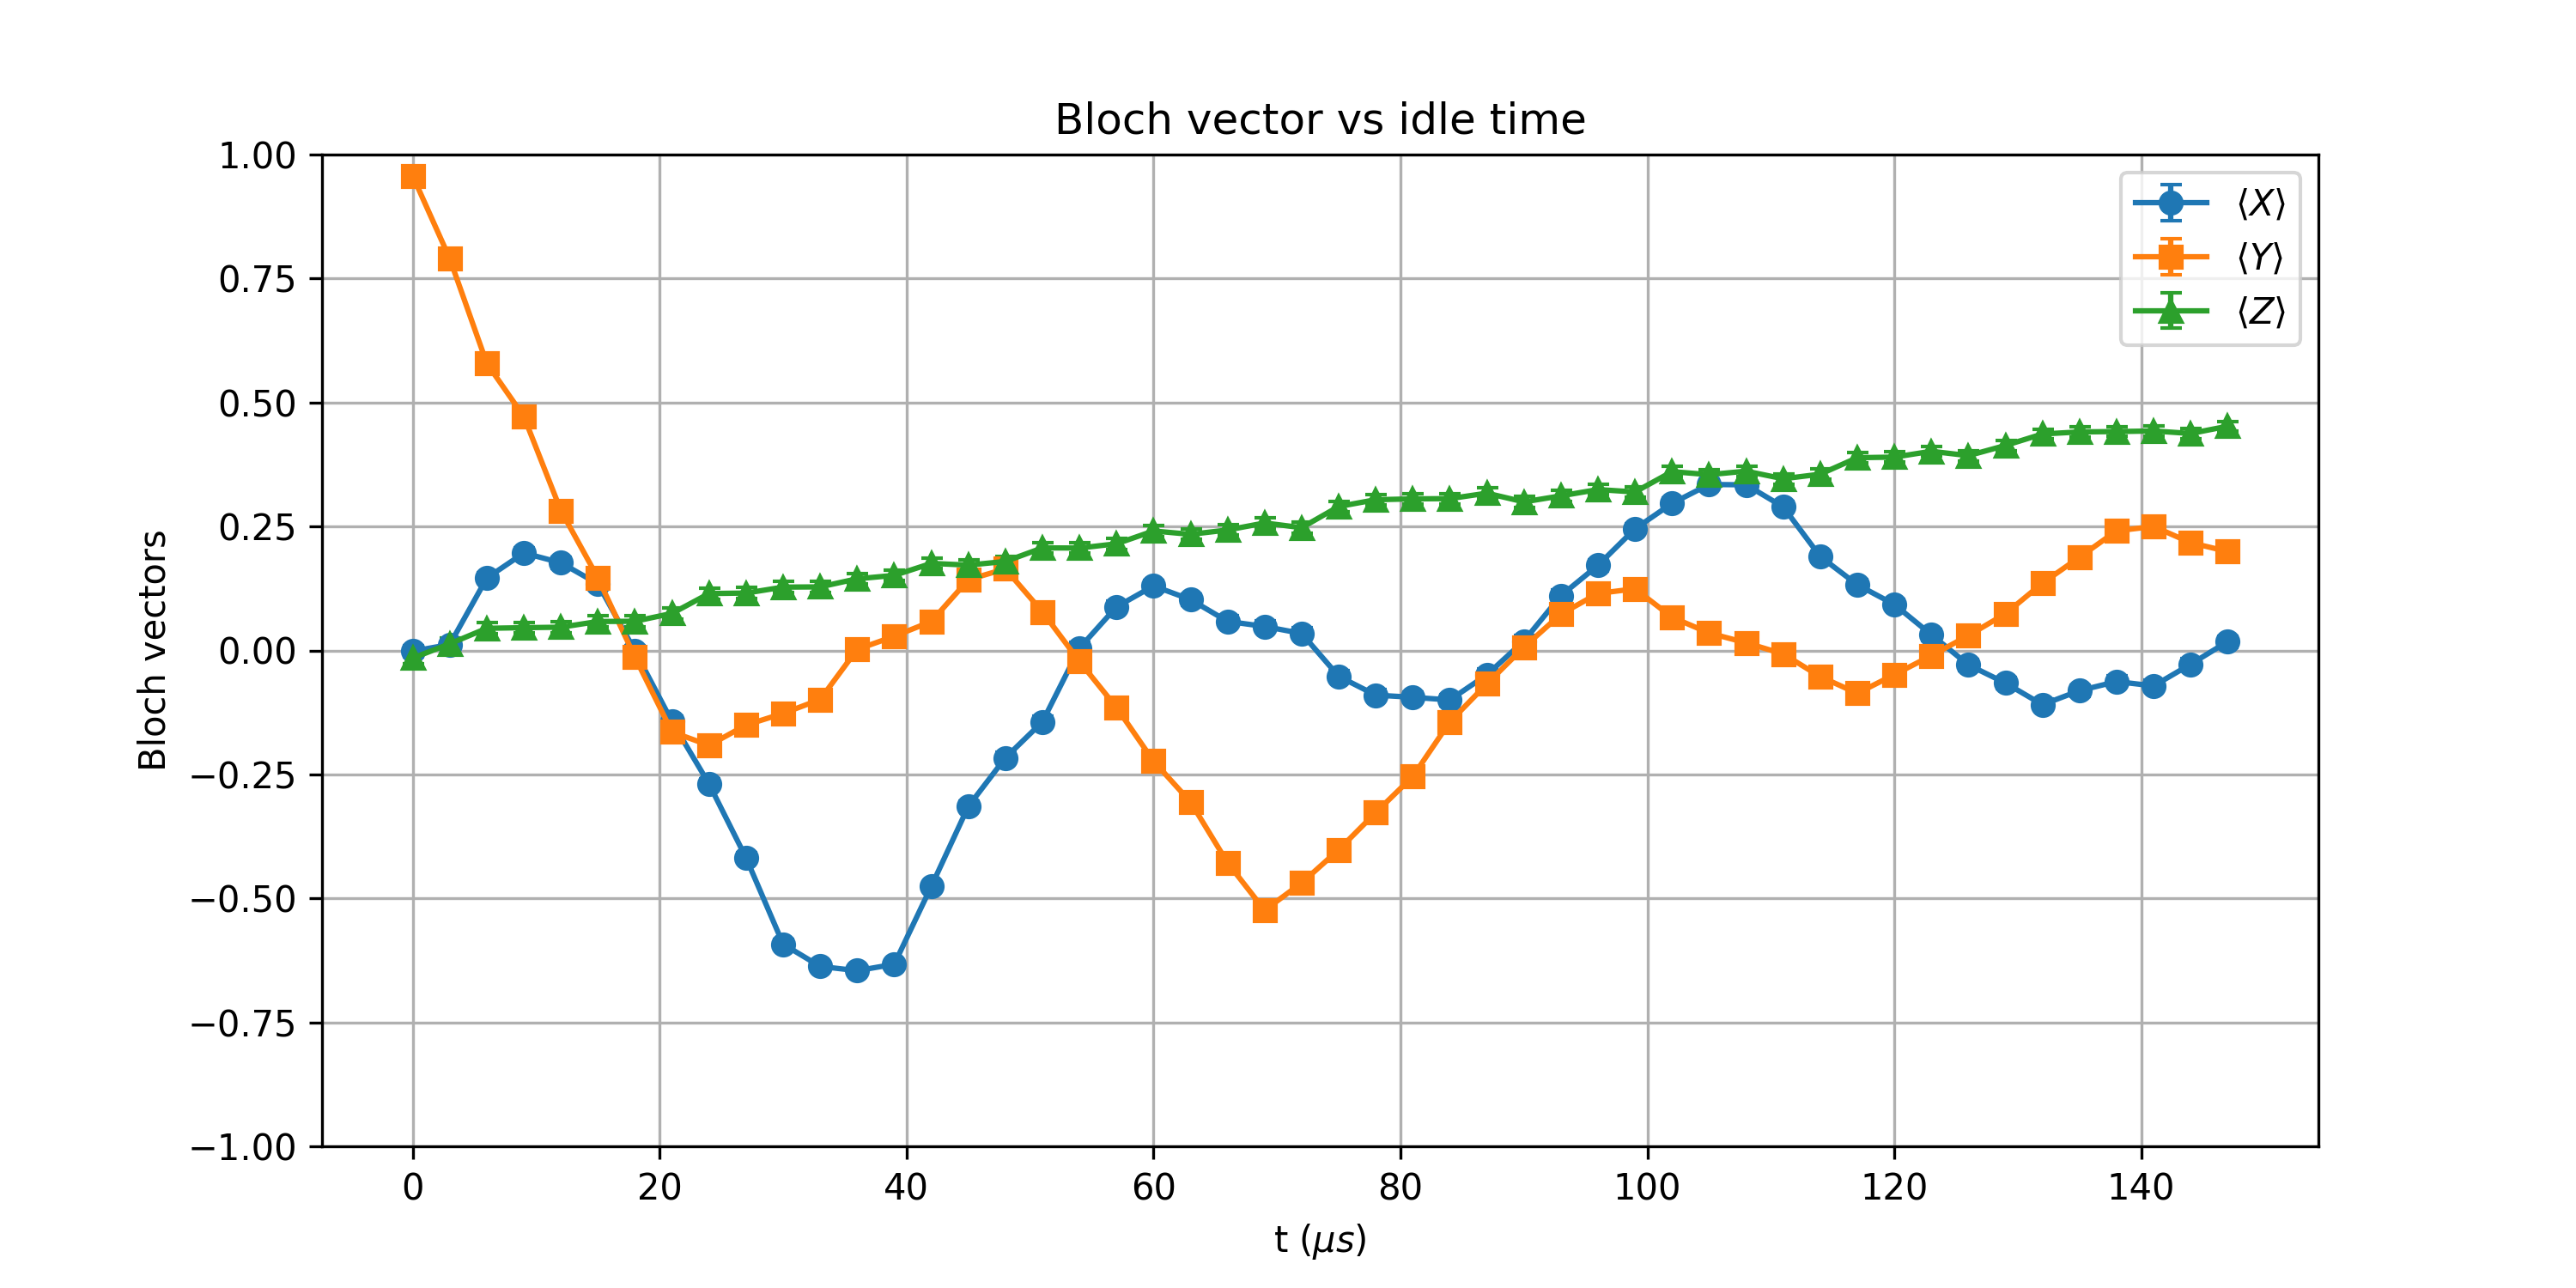 Bloch vector vs idle time
Bloch vectors
1.00
0.75
0.50
0.25
0.00
−0.25
−0.50
−0.75
−1.00
⟨X⟩
⟨Y⟩
⟨Z⟩
0 20 40 60 80 100 120 140
t (μs)